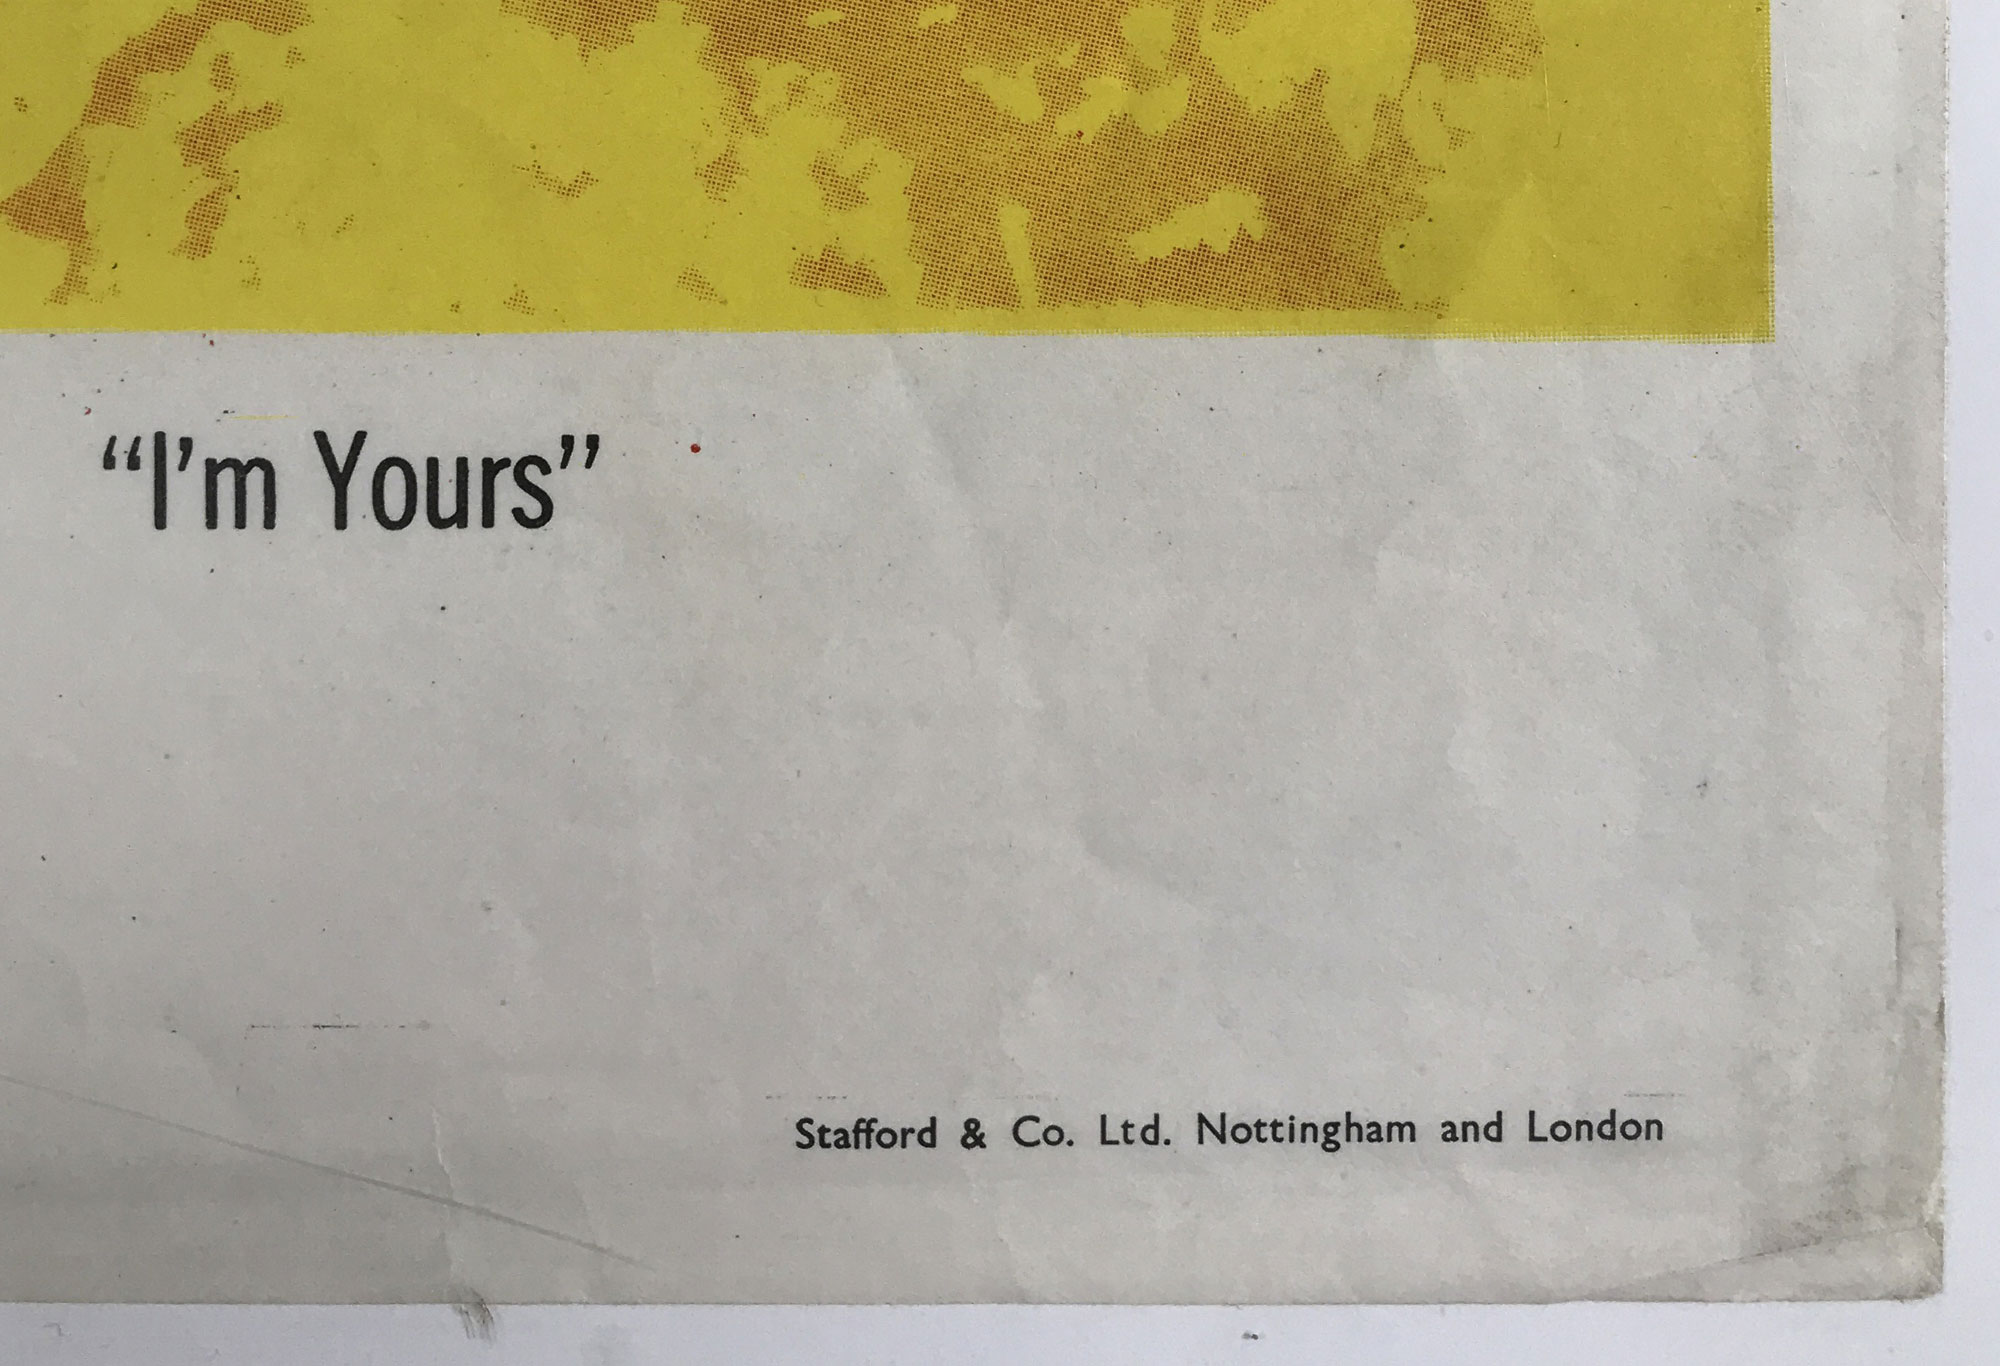 “I’m Yours”
Stafford & Co. Ltd. Nottingham and London